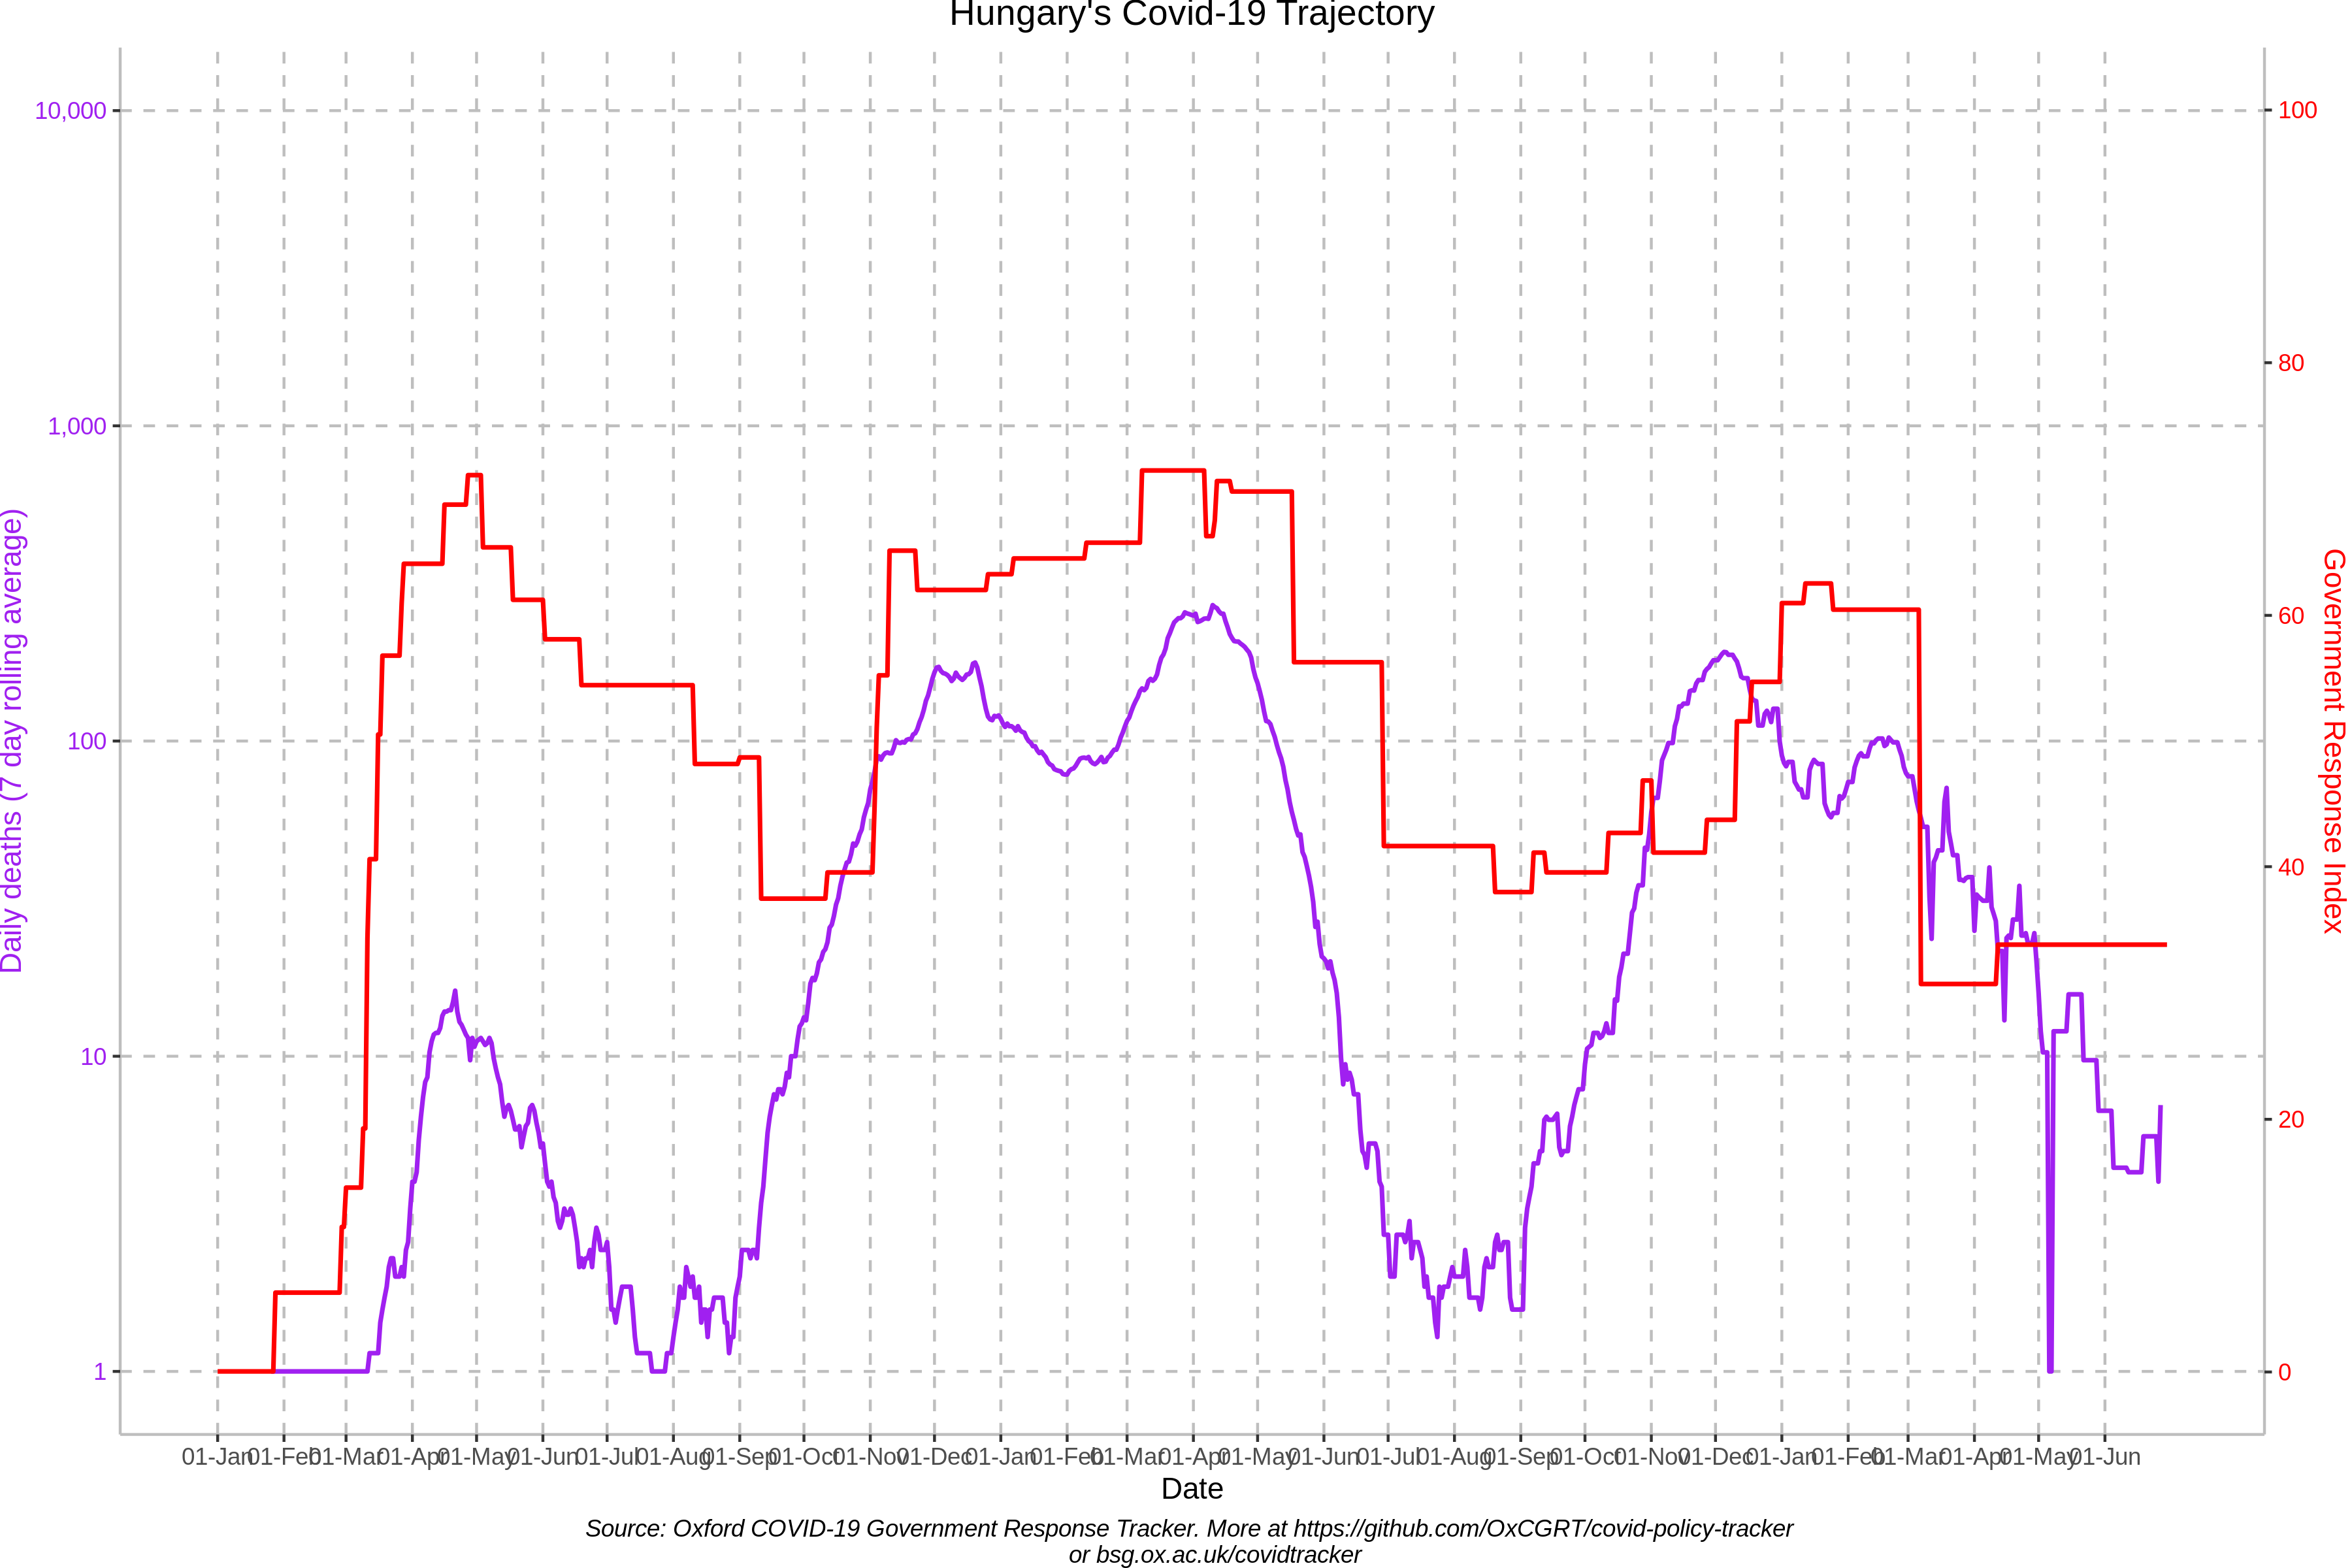 Hungary's Covid-19 Trajectory
Daily deaths (7 day rolling average)
10,000
1,000
100
10
1
100
80
60
40
20
0
Government Response Index
01-Jan 01-Feb 01-Mar 01-Apr 01-May 01-Jun 01-Jul 01-Aug 01-Sep 01-Oct 01-Nov 01-Dec 01-Jan 01-Feb 01-Mar 01-Apr 01-May 01-Jun 01-Jul 01-Aug 01-Sep 01-Oct 01-Nov 01-Dec 01-Jan 01-Feb 01-Mar 01-Apr 01-May 01-Jun
Date
Source: Oxford COVID-19 Government Response Tracker. More at https://github.com/OxCGRT/covid-policy-tracker
or bsg.ox.ac.uk/covidtracker